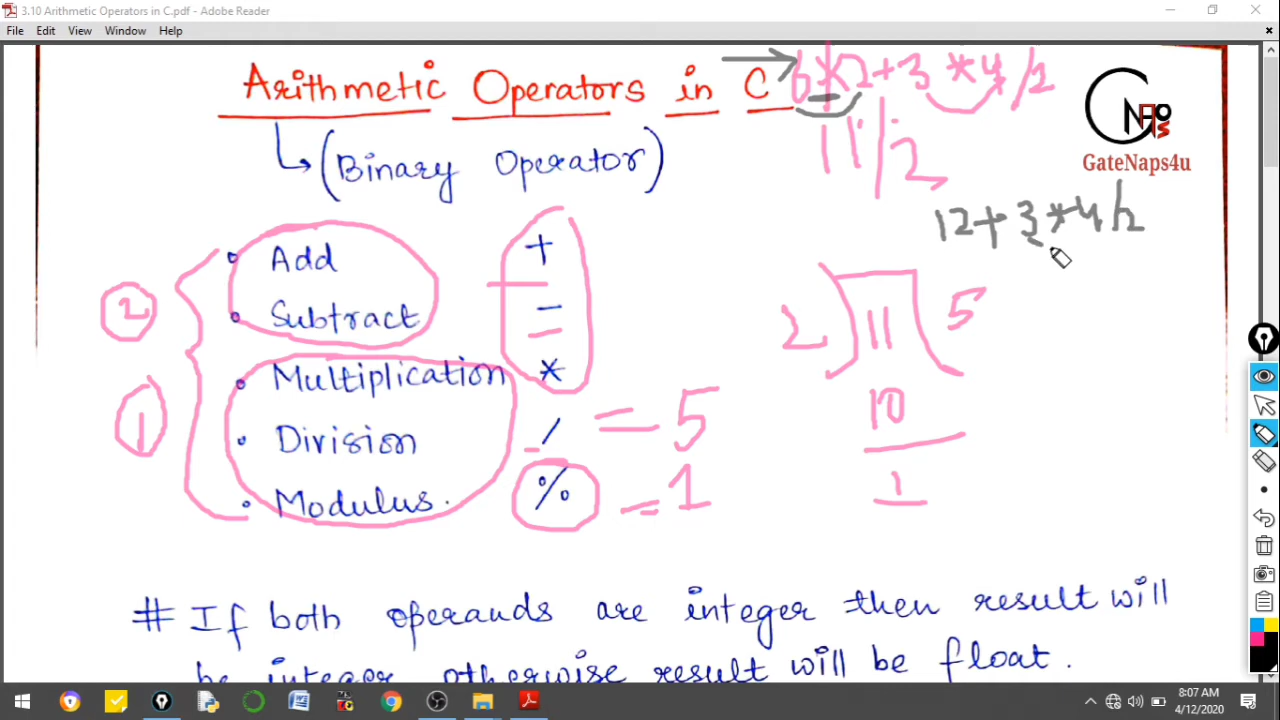 3.10 Arithmetic Operators in C.pdf - Adobe Reader
File Edit View Window Help
Arithmetic Operators in C
6*2+3*4/2
(Binary Operator)
11/2
GateNaps4u
12+3*4/2
Add +
Subtract -
2
Multiplication *
1
Division / = 5
Modulus. % = 1
2 11 5
10
1
# If both operands are integer then result will
be integer otherwise result will be float.
8:07 AM
4/12/2020